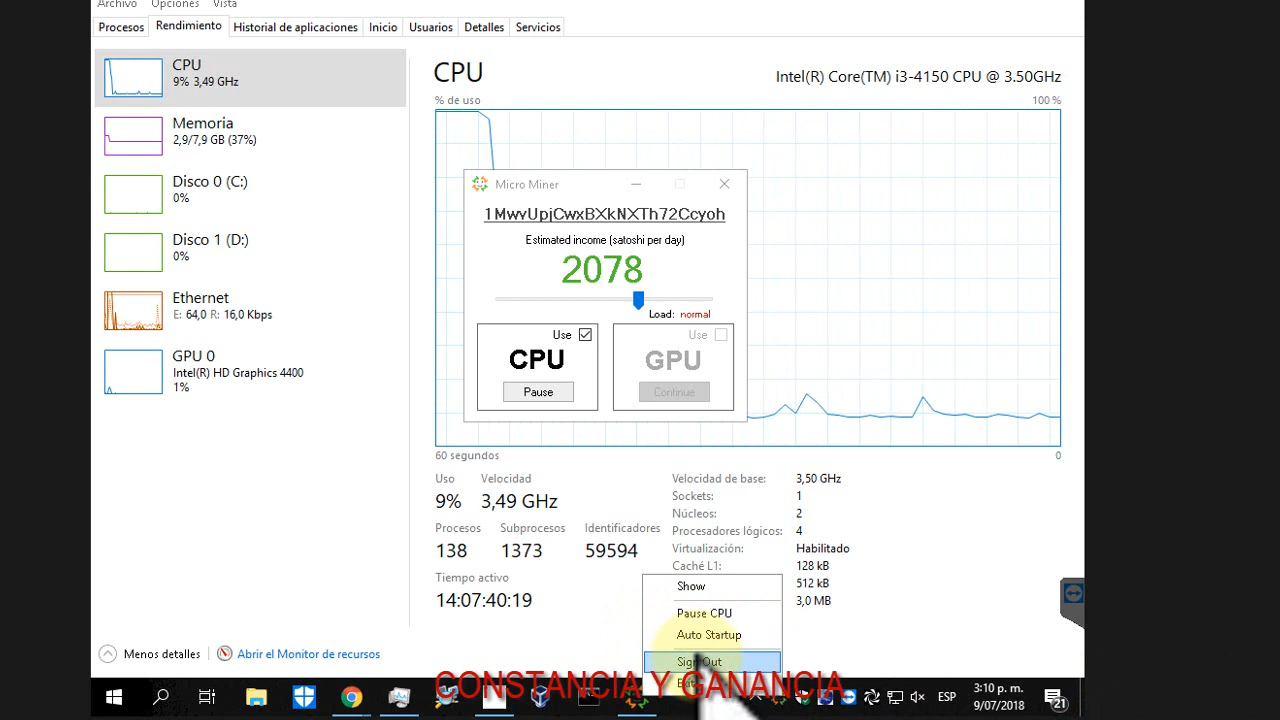 Archivo Opciones Vista
Procesos Rendimiento Historial de aplicaciones Inicio Usuarios Detalles Servicios
CPU
9% 3,49 GHz
Memoria
2,9/7,9 GB (37%)
Disco 0 (C:)
0%
Disco 1 (D:)
0%
Ethernet
E: 64,0 R: 16,0 Kbps
GPU 0
Intel(R) HD Graphics 4400
1%
CPU
Intel(R) Core(TM) i3-4150 CPU @ 3.50GHz
% de uso
100 %
Micro Miner
1MwvUpjCwxBXkNXTh72Ccyoh
Estimated income (satoshi per day)
2078
Load: normal
Use
CPU
Pause
Use
GPU
Continue
60 segundos
0
Uso Velocidad
9% 3,49 GHz
Procesos Subprocesos Identificadores
138 1373 59594
Tiempo activo
14:07:40:19
Velocidad de base: 3,50 GHz
Sockets: 1
Núcleos: 2
Procesadores lógicos: 4
Virtualización: Habilitado
Caché L1: 128 kB
512 kB
3,0 MB
Show
Pause CPU
Auto Startup
Sign Out
Menos detalles
Abrir el Monitor de recursos
CONSTANCIA Y GANANCIA
ESP
3:10 p. m.
9/07/2018
21